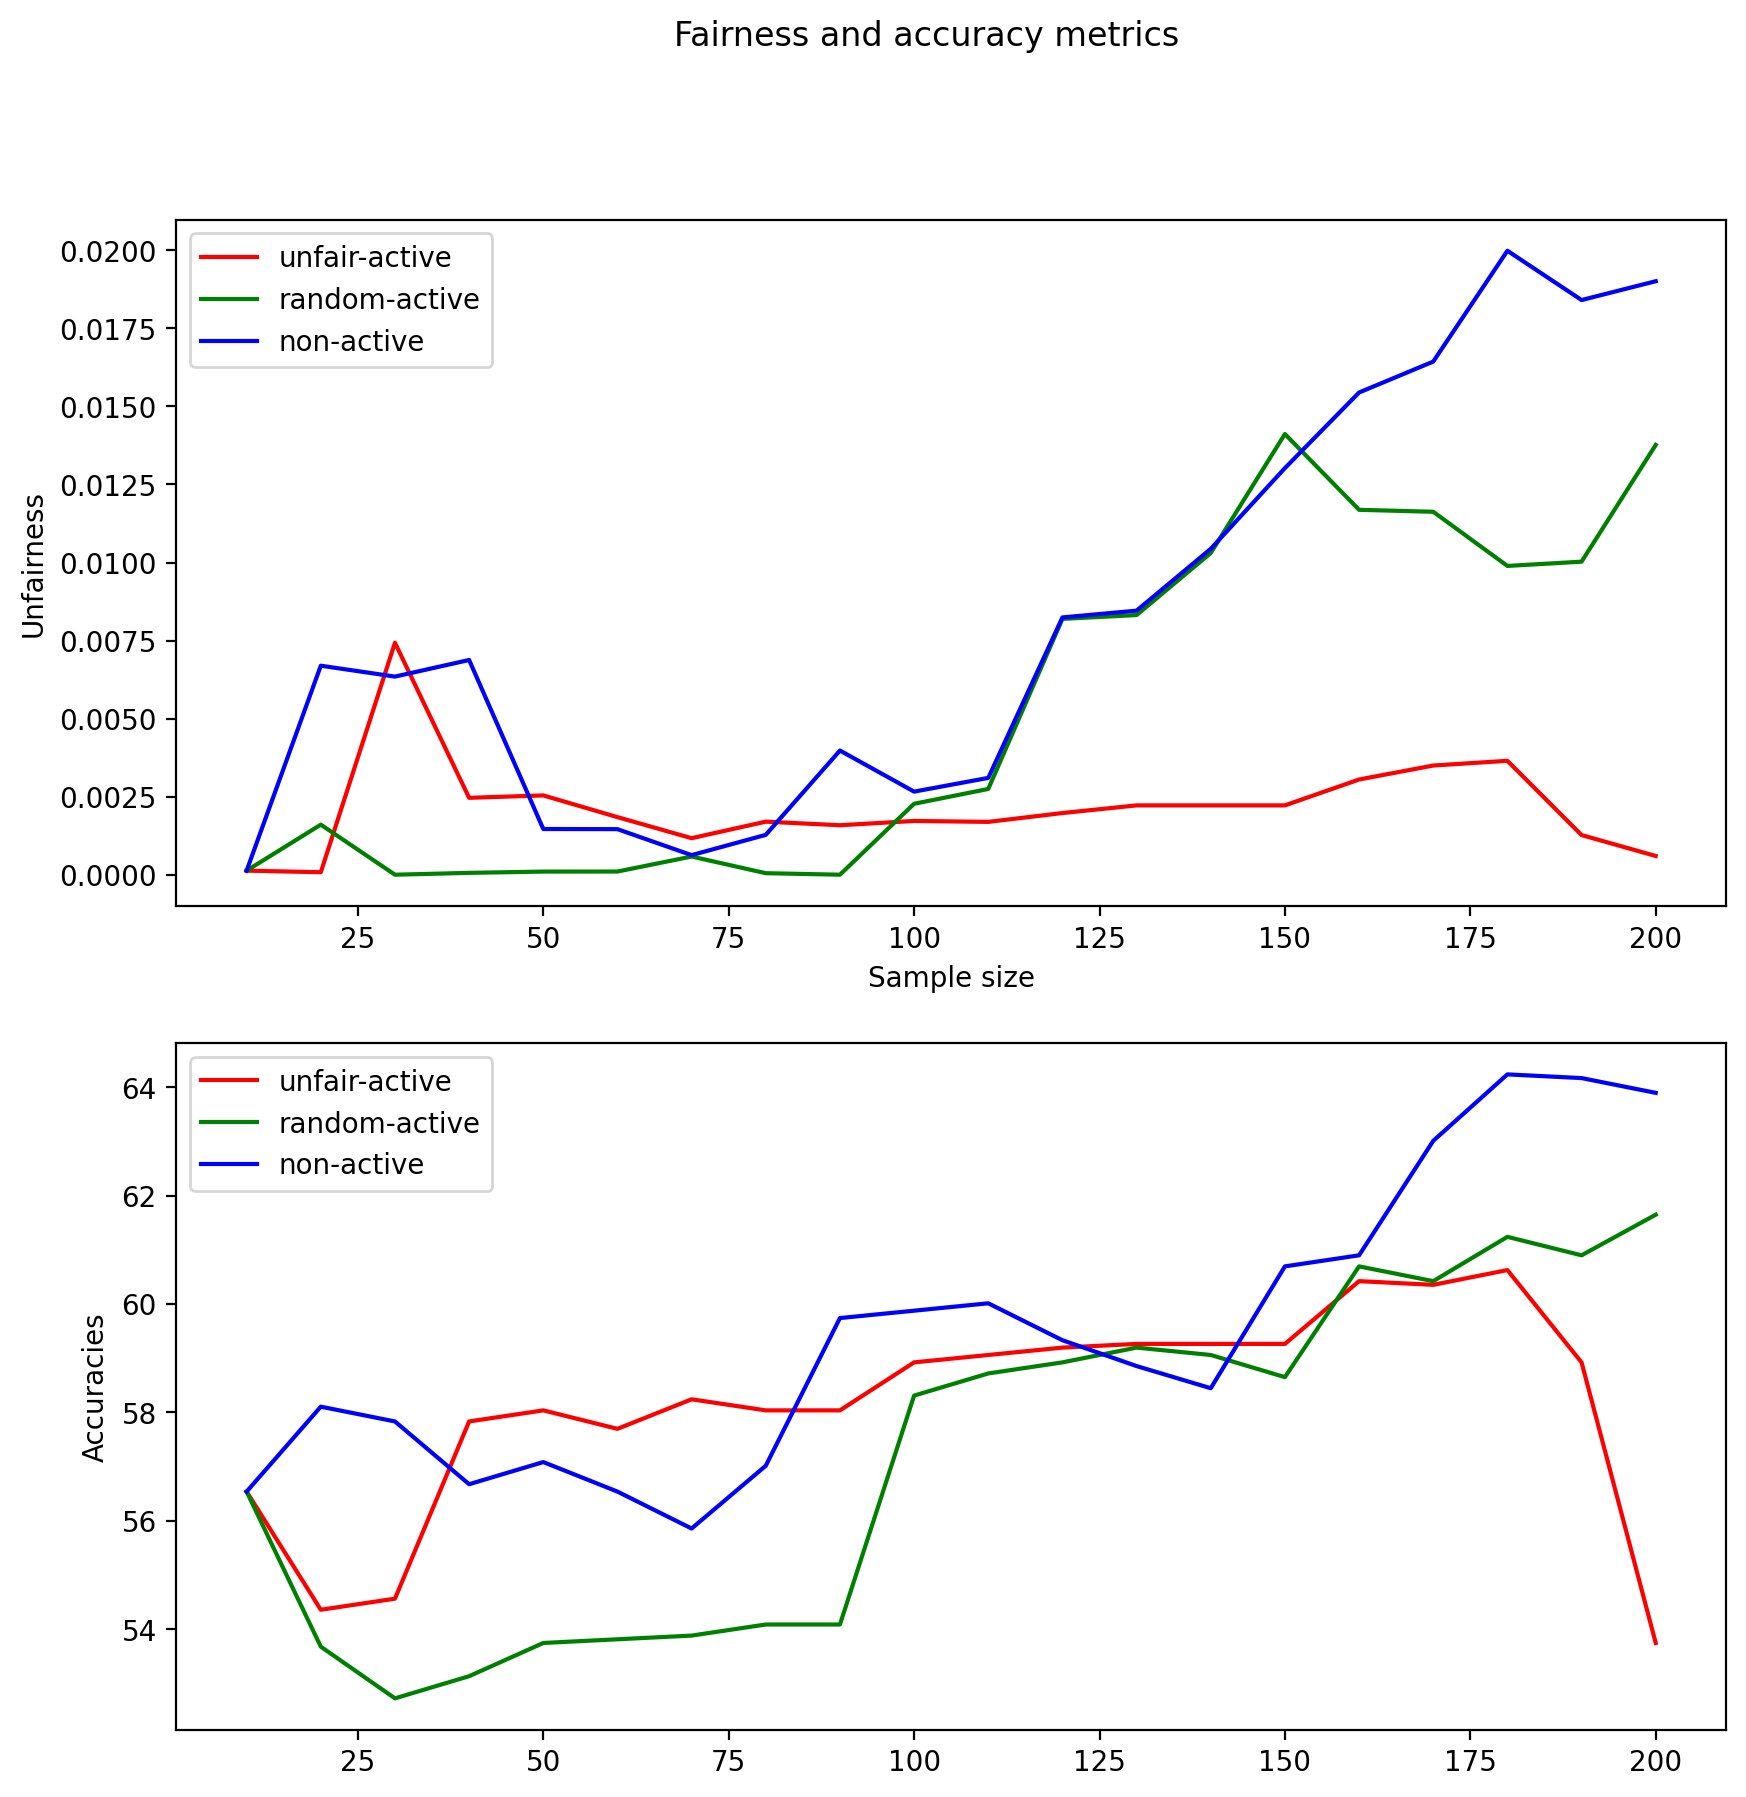 Fairness and accuracy metrics
0.0200
0.0175
0.0150
0.0125
0.0100
0.0075
0.0050
0.0025
0.0000
Unfairness
unfair-active
random-active
non-active
25 50 75 100 125 150 175 200
Sample size
64
62
60
58
56
54
Accuracies
unfair-active
random-active
non-active
25 50 75 100 125 150 175 200